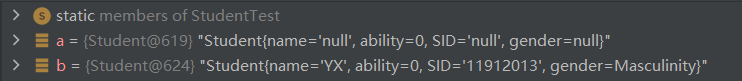 static members of StudentTest
a = {Student@619} "Student{name='null', ability=0, SID='null', gender=null}"
b = {Student@624} "Student{name='YX', ability=0, SID='11912013', gender=Masculinity}"